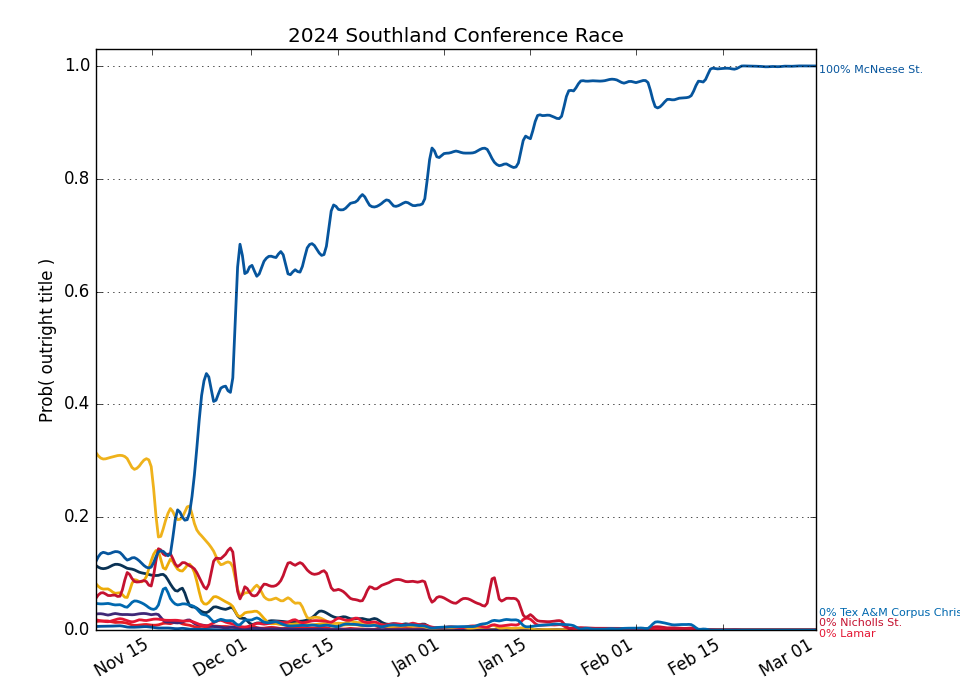 2024 Southland Conference Race
Prob( outright title )
1.0
0.8
0.6
0.4
0.2
0.0
100% McNeese St.
0% Tex A&M Corpus Chris
0% Nicholls St.
0% Lamar
Nov 15
Dec 01
Dec 15
Jan 01
Jan 15
Feb 01
Feb 15
Mar 01